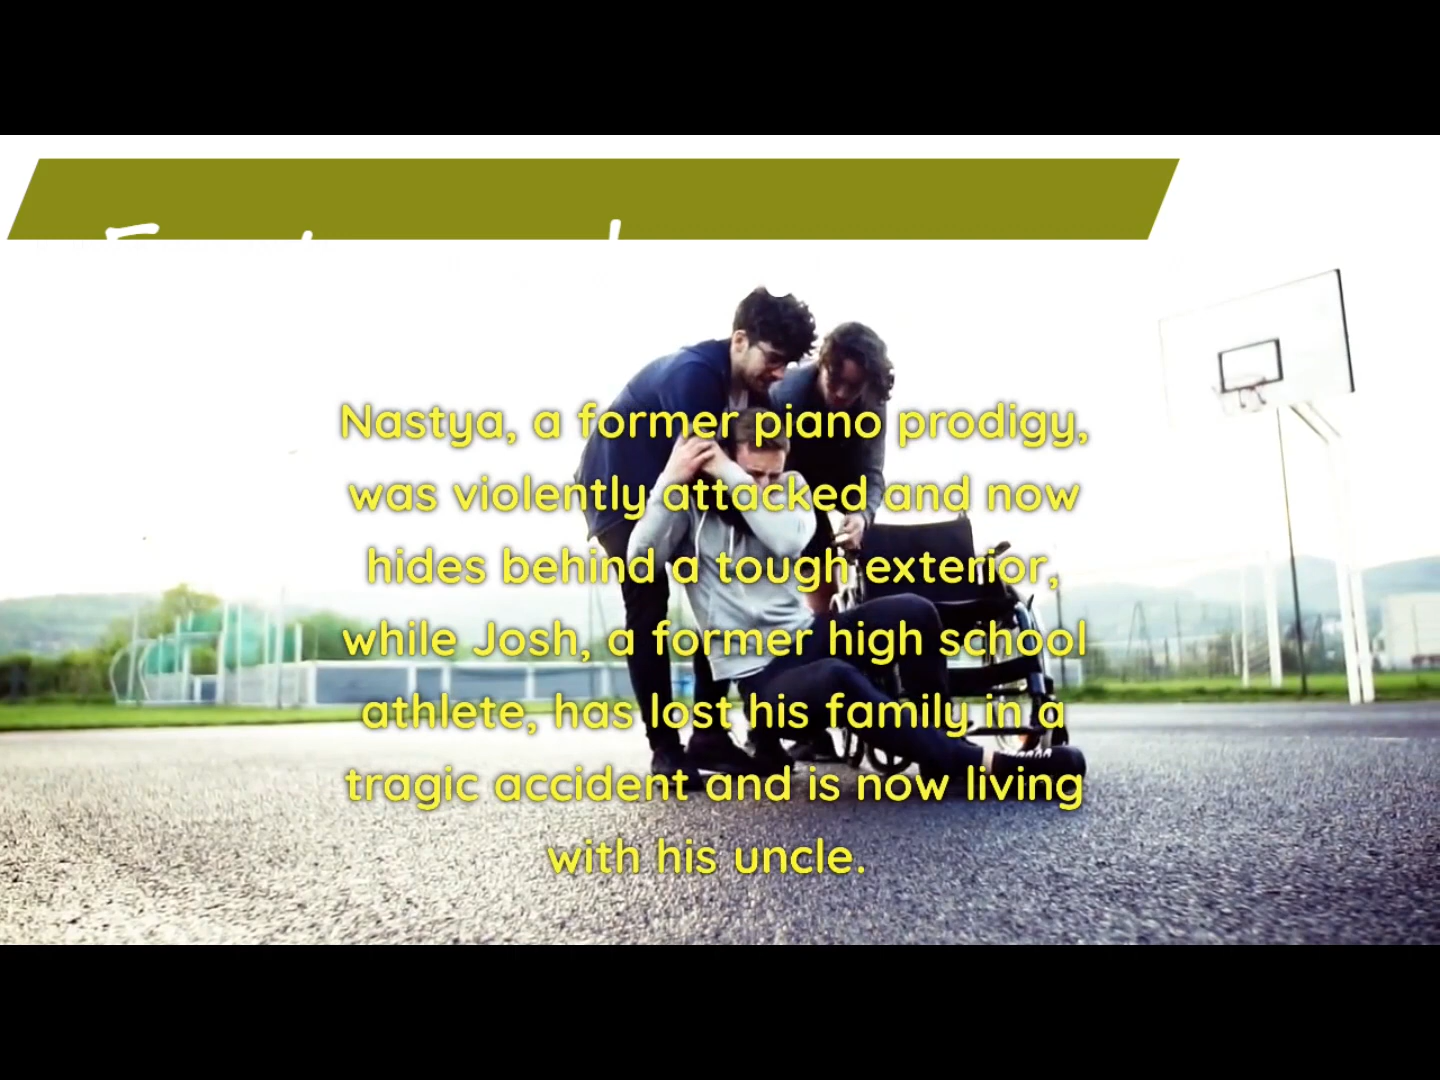 Nastya, a former piano prodigy,
was violently attacked and now
hides behind a tough exterior,
while Josh, a former high school
athlete, has lost his family in a
tragic accident and is now living
with his uncle.